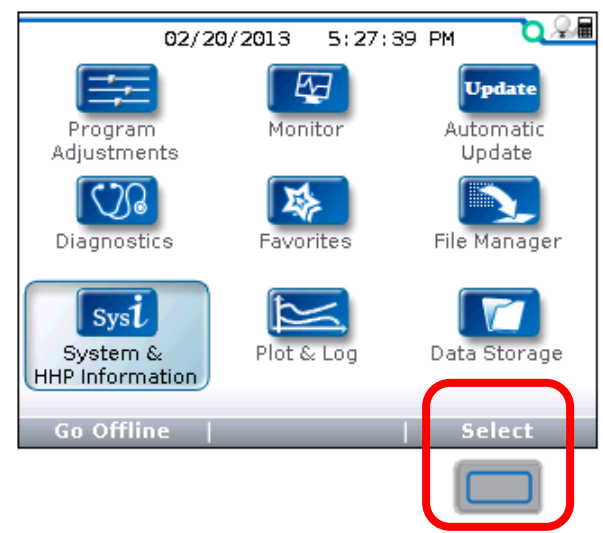 02/20/2013 5:27:39 PM
Update
Program
Adjustments
Monitor
Automatic
Update
Diagnostics
Favorites
File Manager
Sysi
System &
HHP Information
Plot & Log
Data Storage
Go Offline | | Select